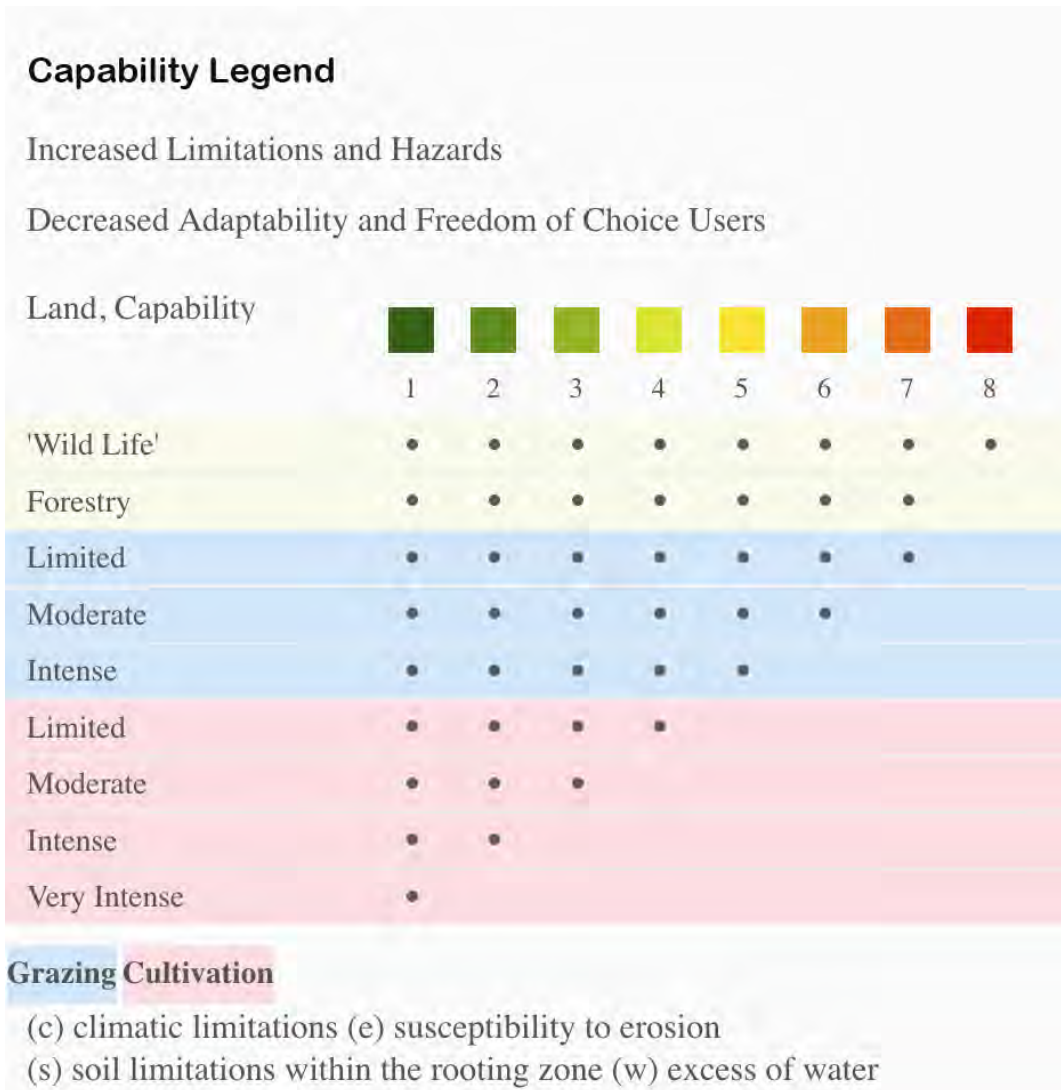 Capability Legend
Increased Limitations and Hazards
Decreased Adaptability and Freedom of Choice Users
Land, Capability
1 2 3 4 5 6 7 8
'Wild Life' • • • • • • • •
Forestry • • • • • • •
Limited • • • • • • •
Moderate • • • • • •
Intense • • • • •
Limited • • • •
Moderate • • •
Intense • •
Very Intense •
Grazing Cultivation
(c) climatic limitations (e) susceptibility to erosion
(s) soil limitations within the rooting zone (w) excess of water